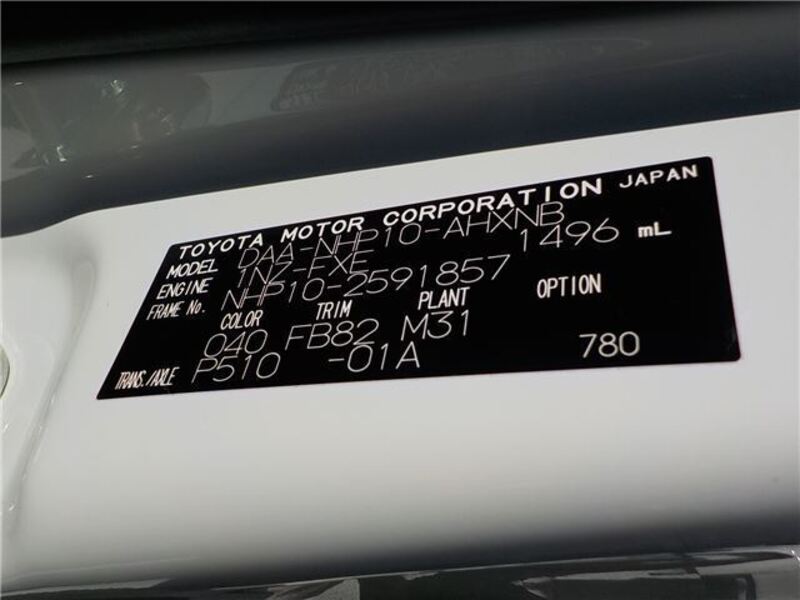 TOYOTA MOTOR CORPORATION JAPAN
MODEL DAA-NHP10-AHXNB
ENGINE 1NZ-FXE 1496 mL
FRAME No. NHP10-2591857
COLOR TRIM PLANT OPTION
040 FB82 M31
TRANS./AXLE P510 -01A 780